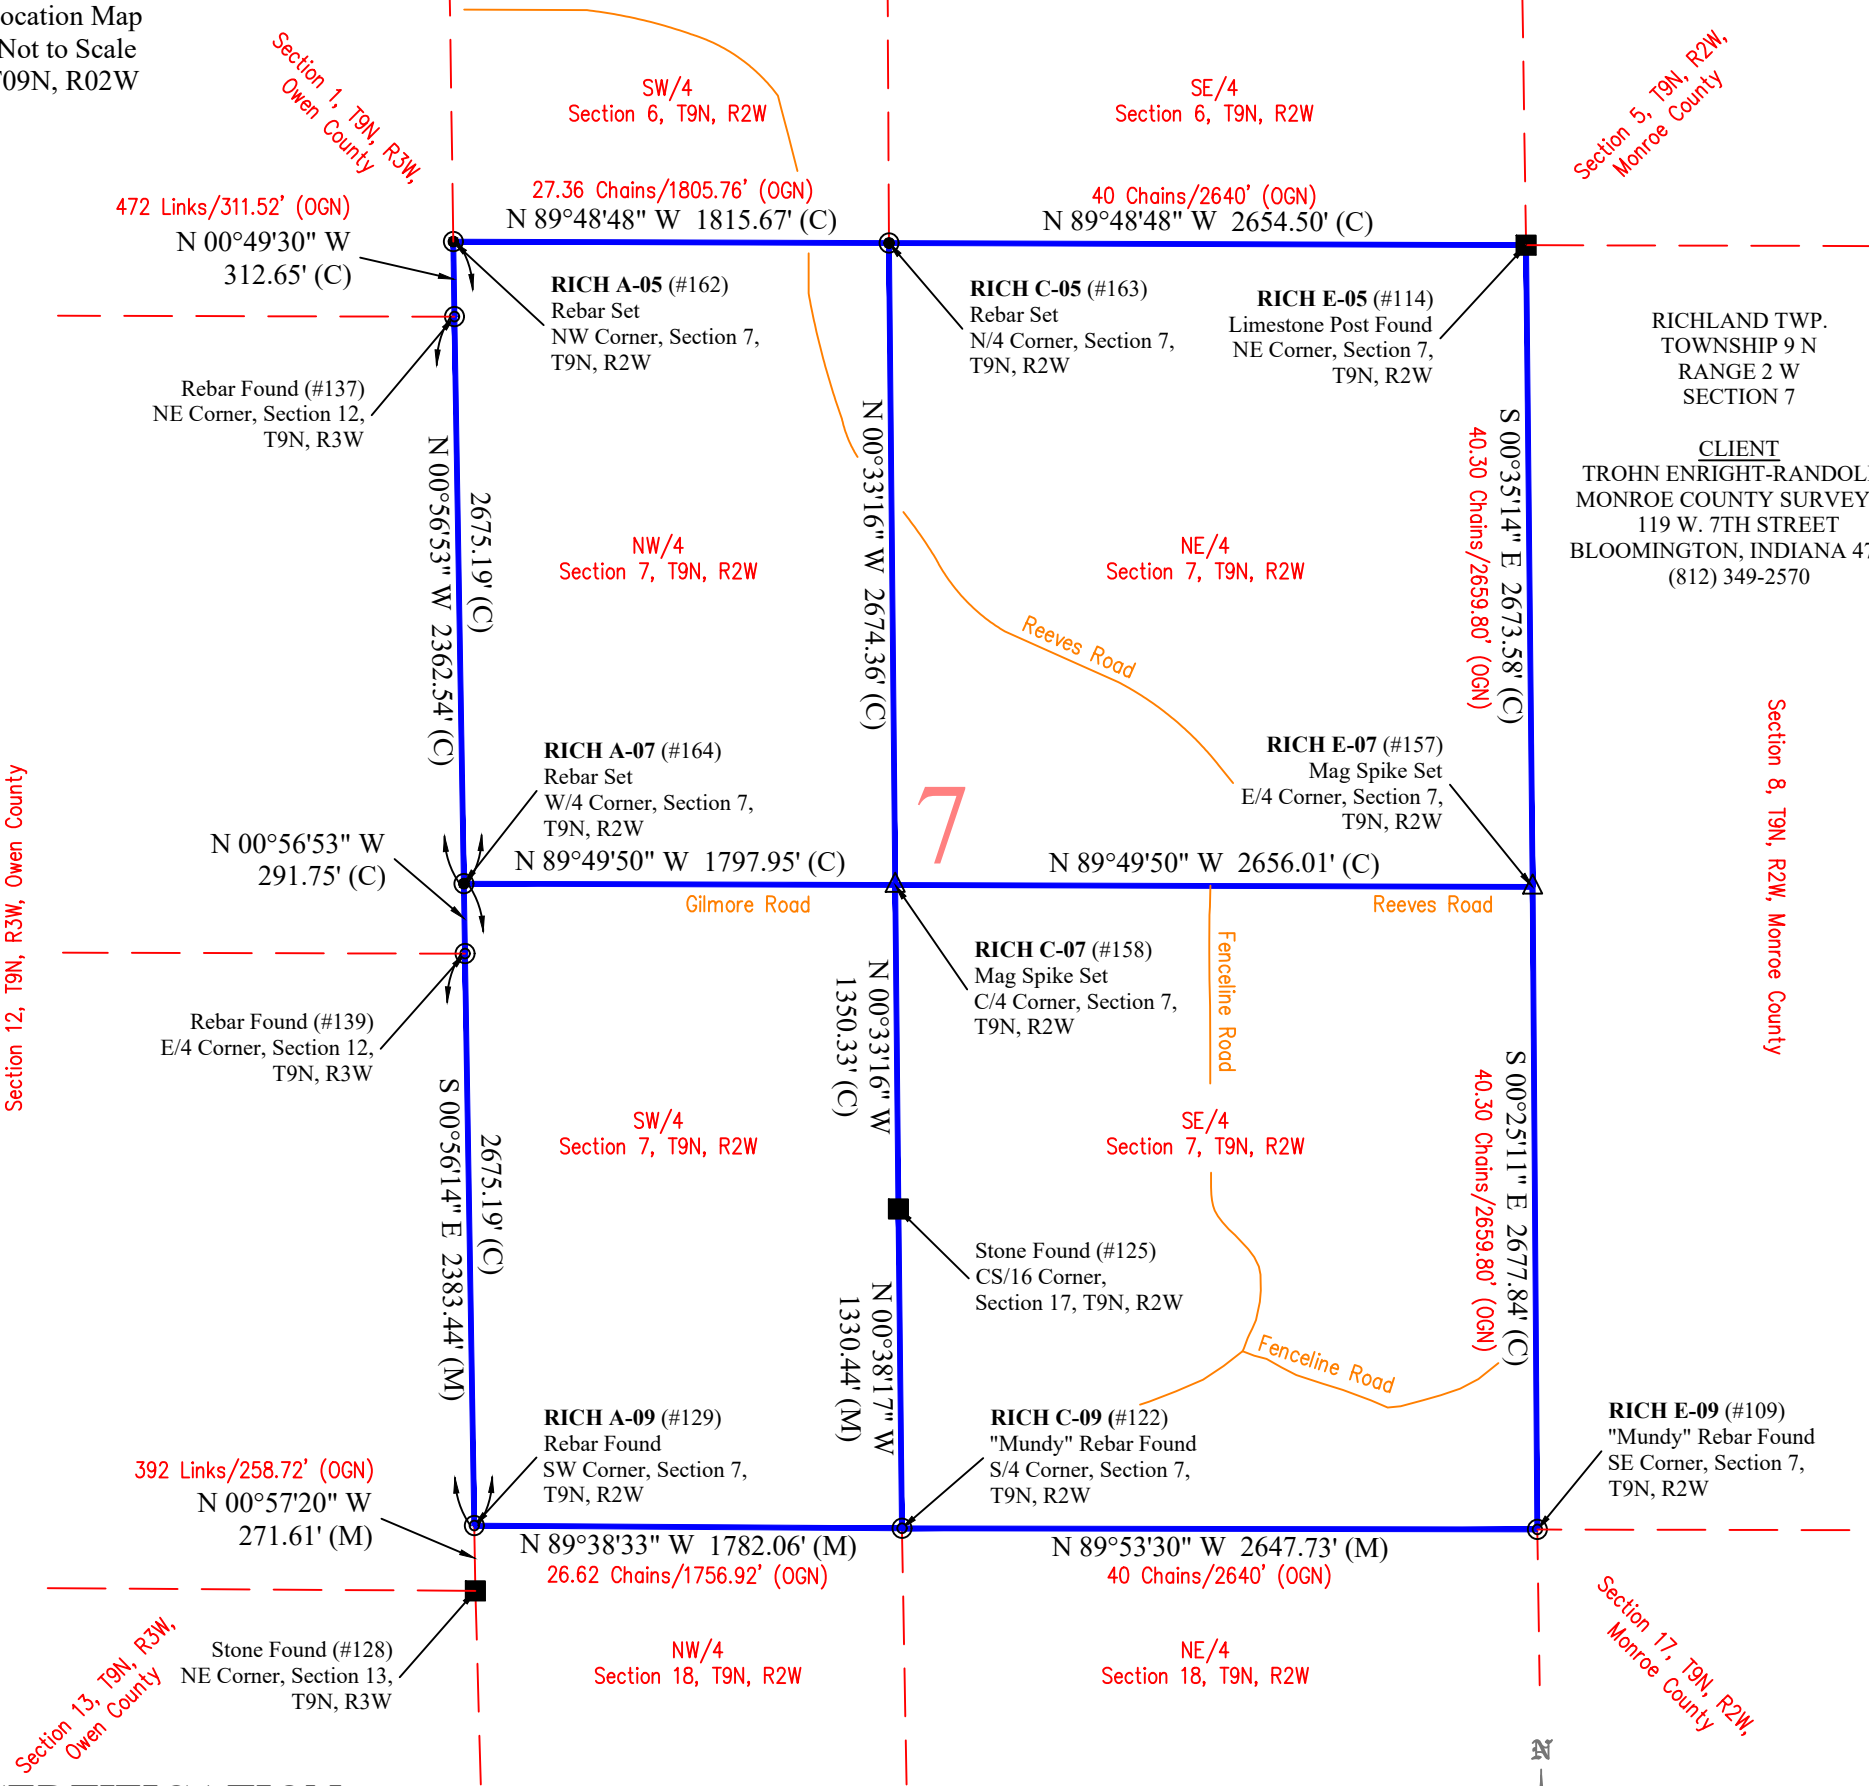 ocation Map
Not to Scale
T09N, R02W
Section 1, T9N, R3W,
Owen County
SW/4
Section 6, T9N, R2W
SE/4
Section 6, T9N, R2W
Section 5, T9N, R2W,
Monroe County
472 Links/311.52' (OGN)
N 00°49'30" W
312.65' (C)
27.36 Chains/1805.76' (OGN)
N 89°48'48" W 1815.67' (C)
40 Chains/2640' (OGN)
N 89°48'48" W 2654.50' (C)
RICH A-05 (#162)
Rebar Set
NW Corner, Section 7,
T9N, R2W
RICH C-05 (#163)
Rebar Set
N/4 Corner, Section 7,
T9N, R2W
RICH E-05 (#114)
Limestone Post Found
NE Corner, Section 7,
T9N, R2W
RICHLAND TWP.
TOWNSHIP 9 N
RANGE 2 W
SECTION 7
CLIENT
TROHN ENRIGHT-RANDOL
MONROE COUNTY SURVEY
119 W. 7TH STREET
BLOOMINGTON, INDIANA 47
(812) 349-2570
Rebar Found (#137)
NE Corner, Section 12,
T9N, R3W
N 00°56'53" W 2362.54' (C)
2675.19' (C)
N 00°33'16" W 2674.36' (C)
S 00°35'14" E 2673.58' (C)
40.30 Chains/2659.80' (OGN)
NW/4
Section 7, T9N, R2W
NE/4
Section 7, T9N, R2W
Reeves Road
Section 12, T9N, R3W, Owen County
Section 8, T9N, R2W, Monroe County
RICH A-07 (#164)
Rebar Set
W/4 Corner, Section 7,
T9N, R2W
RICH E-07 (#157)
Mag Spike Set
E/4 Corner, Section 7,
T9N, R2W
7
N 00°56'53" W
291.75' (C)
N 89°49'50" W 1797.95' (C)
N 89°49'50" W 2656.01' (C)
Gilmore Road
Reeves Road
Fenceline Road
RICH C-07 (#158)
Mag Spike Set
C/4 Corner, Section 7,
T9N, R2W
N 00°33'16" W
1350.33' (C)
Rebar Found (#139)
E/4 Corner, Section 12,
T9N, R3W
S 00°56'14" E 2383.44' (M)
2675.19' (C)
SW/4
Section 7, T9N, R2W
SE/4
Section 7, T9N, R2W
S 00°25'11" E 2677.84' (C)
40.30 Chains/2659.80' (OGN)
Stone Found (#125)
CS/16 Corner,
Section 17, T9N, R2W
N 00°38'17" W
1330.44' (M)
Fenceline Road
RICH A-09 (#129)
Rebar Found
SW Corner, Section 7,
T9N, R2W
RICH C-09 (#122)
"Mundy" Rebar Found
S/4 Corner, Section 7,
T9N, R2W
RICH E-09 (#109)
"Mundy" Rebar Found
SE Corner, Section 7,
T9N, R2W
392 Links/258.72' (OGN)
N 00°57'20" W
271.61' (M)
N 89°38'33" W 1782.06' (M)
26.62 Chains/1756.92' (OGN)
N 89°53'30" W 2647.73' (M)
40 Chains/2640' (OGN)
Stone Found (#128)
NE Corner, Section 13,
T9N, R3W
Section 13, T9N, R3W,
Owen County
NW/4
Section 18, T9N, R2W
NE/4
Section 18, T9N, R2W
Section 17, T9N, R2W,
Monroe County
N